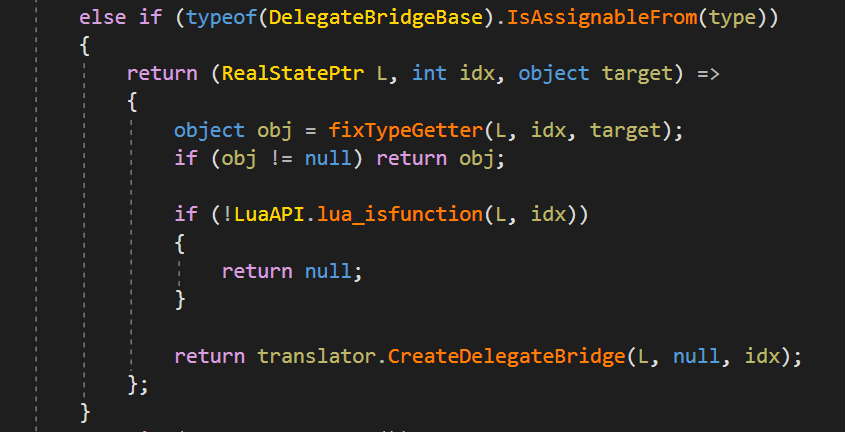 else if (typeof(DelegateBridgeBase).IsAssignableFrom(type))
{
return (RealStatePtr L, int idx, object target) =>
{
object obj = fixTypeGetter(L, idx, target);
if (obj != null) return obj;
if (!LuaAPI.lua_isfunction(L, idx))
{
return null;
}
return translator.CreateDelegateBridge(L, null, idx);
};
}